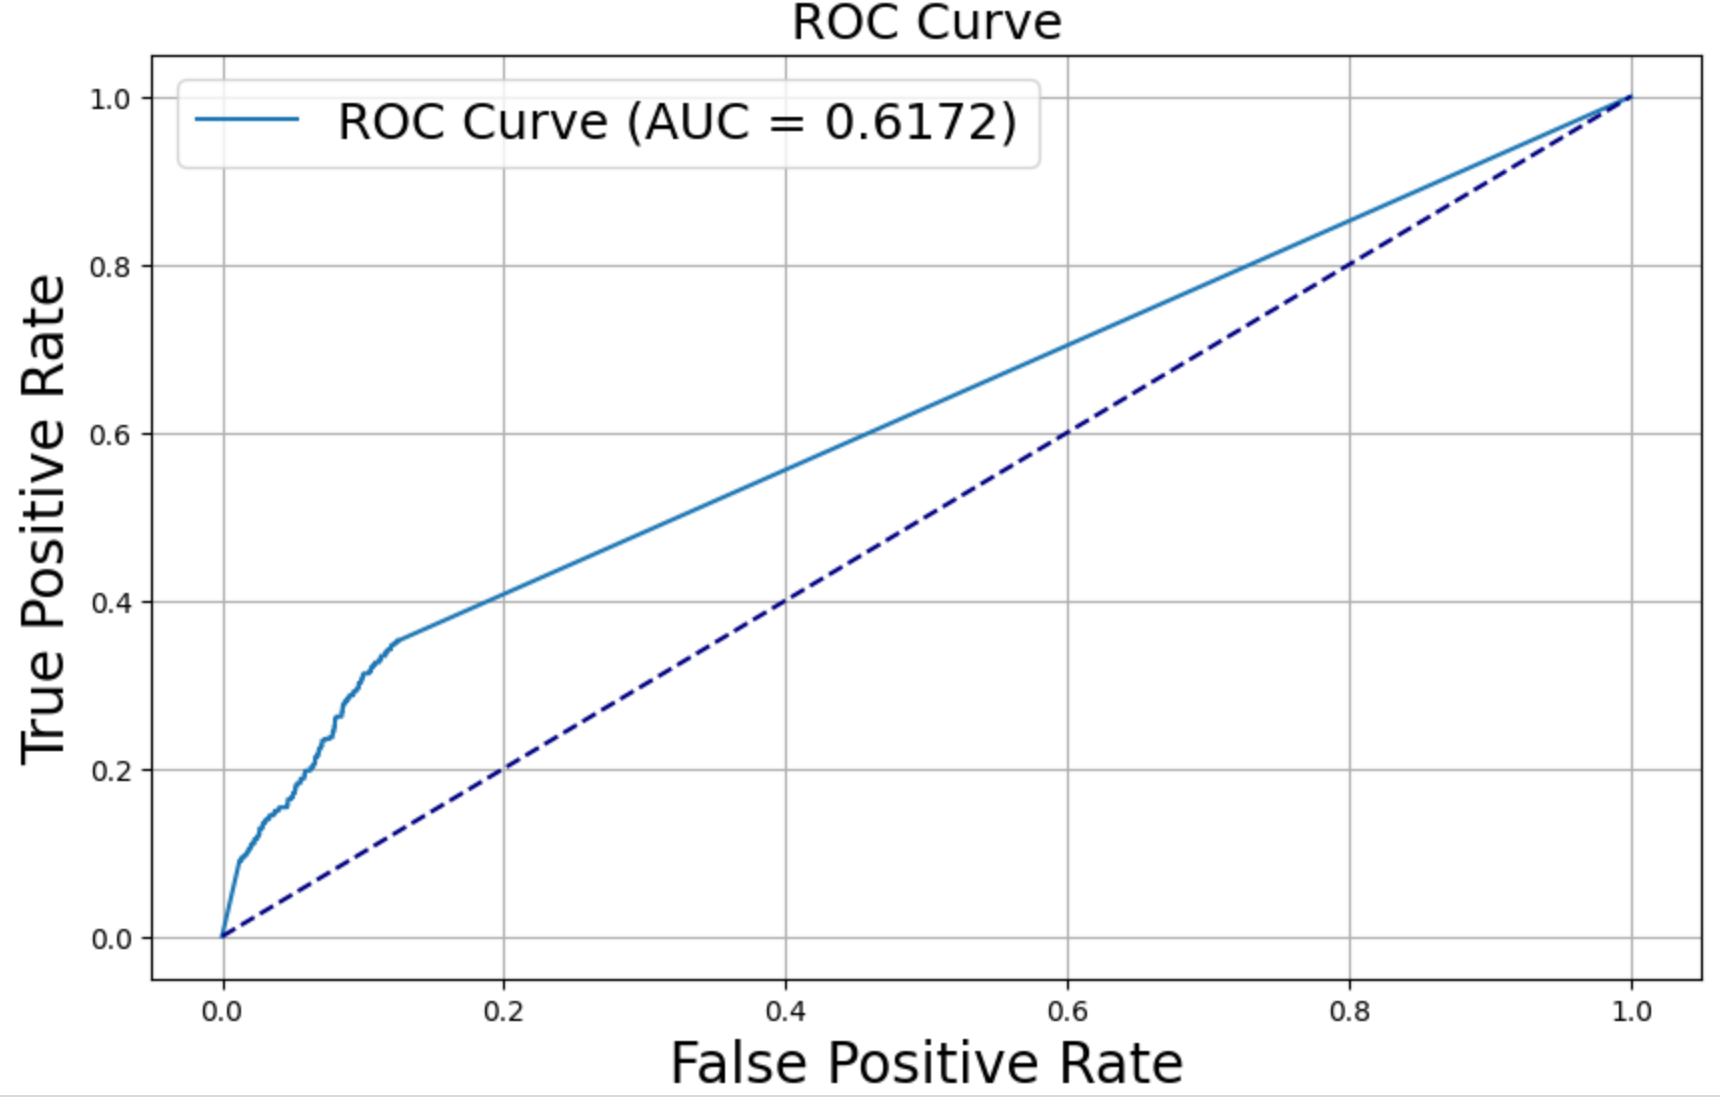 ROC Curve
ROC Curve (AUC = 0.6172)
True Positive Rate
1.0
0.8
0.6
0.4
0.2
0.0
0.0 0.2 0.4 0.6 0.8 1.0
False Positive Rate